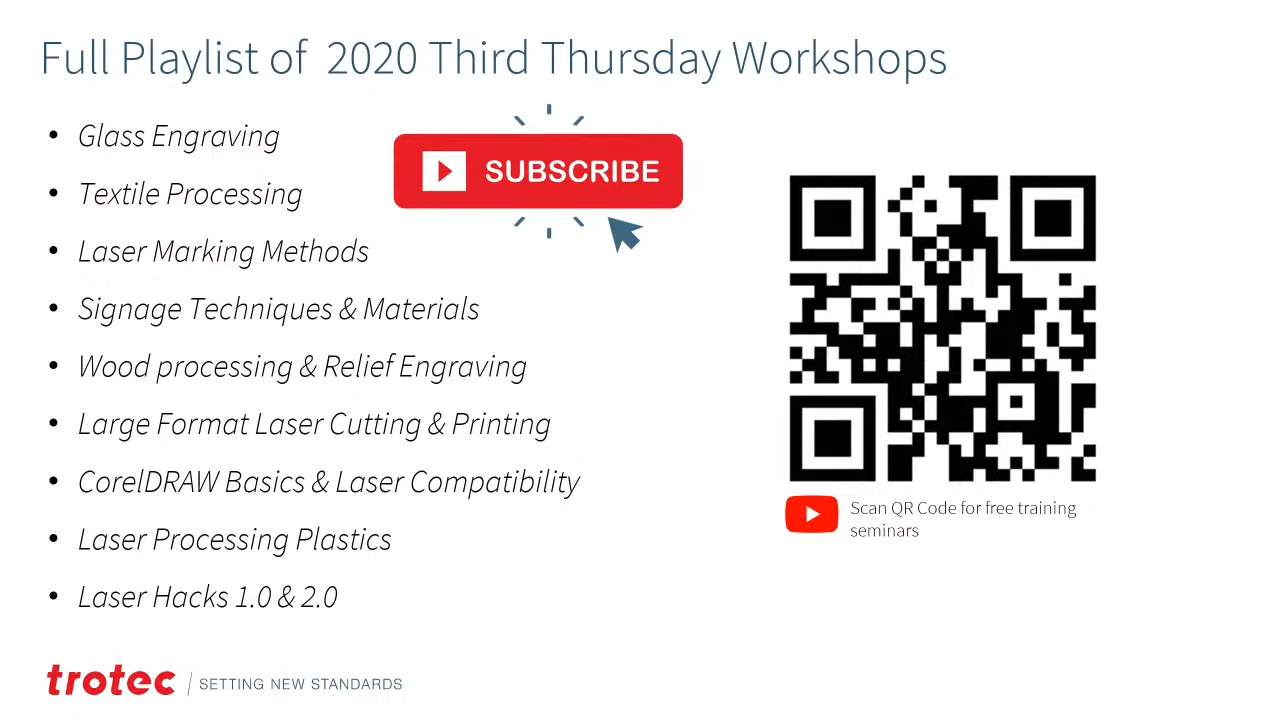 Full Playlist of 2020 Third Thursday Workshops
• Glass Engraving
• Textile Processing
• Laser Marking Methods
• Signage Techniques & Materials
• Wood processing & Relief Engraving
• Large Format Laser Cutting & Printing
• CorelDRAW Basics & Laser Compatibility
• Laser Processing Plastics
• Laser Hacks 1.0 & 2.0
SUBSCRIBE
Scan QR Code for free training
seminars
trotec | SETTING NEW STANDARDS